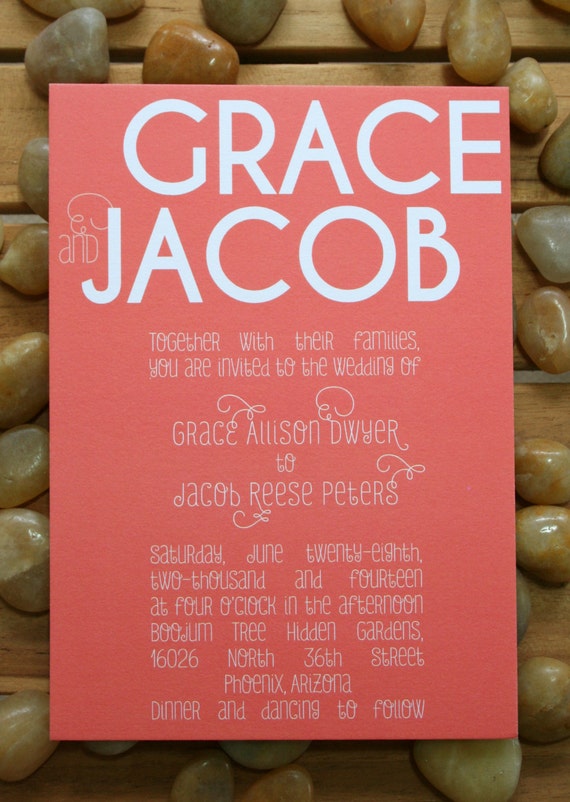 GRACE
AND JACOB
Together with their families,
you are invited to the wedding of
Grace Allison Dwyer
to
Jacob Reese Peters
Saturday, June twenty-eighth,
two-thousand and fourteen
at four o'clock in the afternoon
Boojum Tree Hidden Gardens,
16026 North 36th Street
Phoenix, Arizona
Dinner and dancing to follow